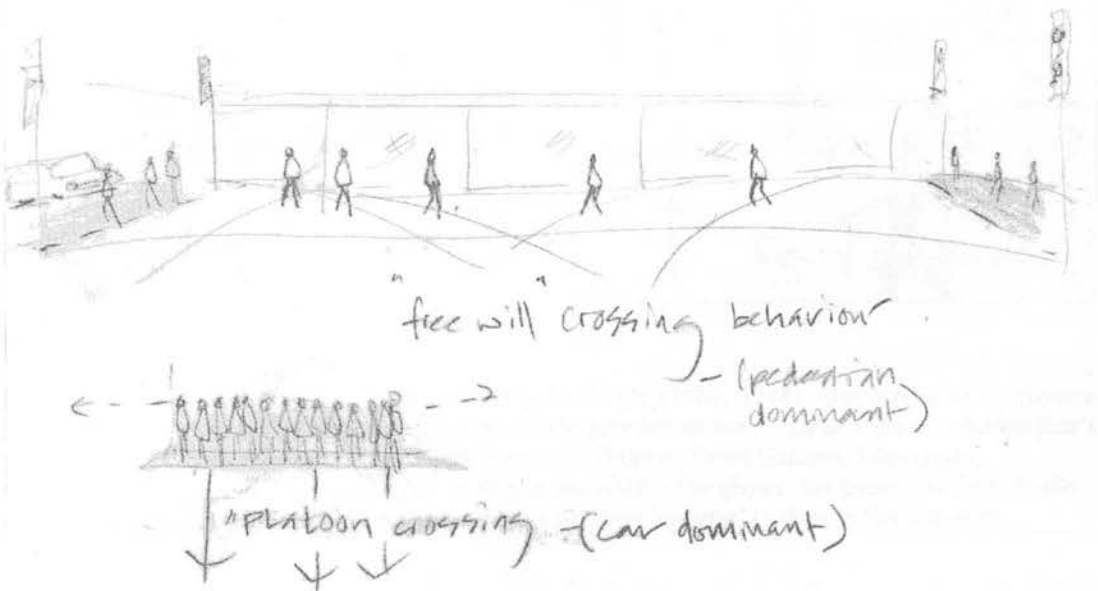 "free will" crossing behavior
- (pedestrian
dominant)
"Platoon crossing - (car dominant)